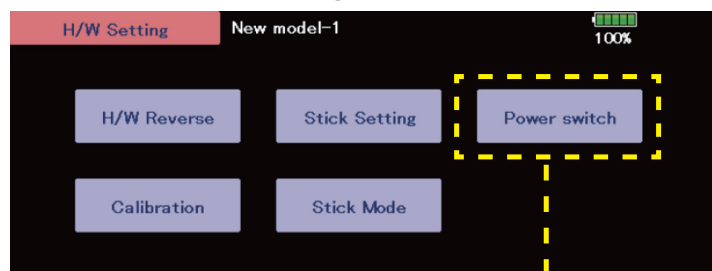 H/W Setting New model-1
100%
H/W Reverse Stick Setting Power switch
Calibration Stick Mode